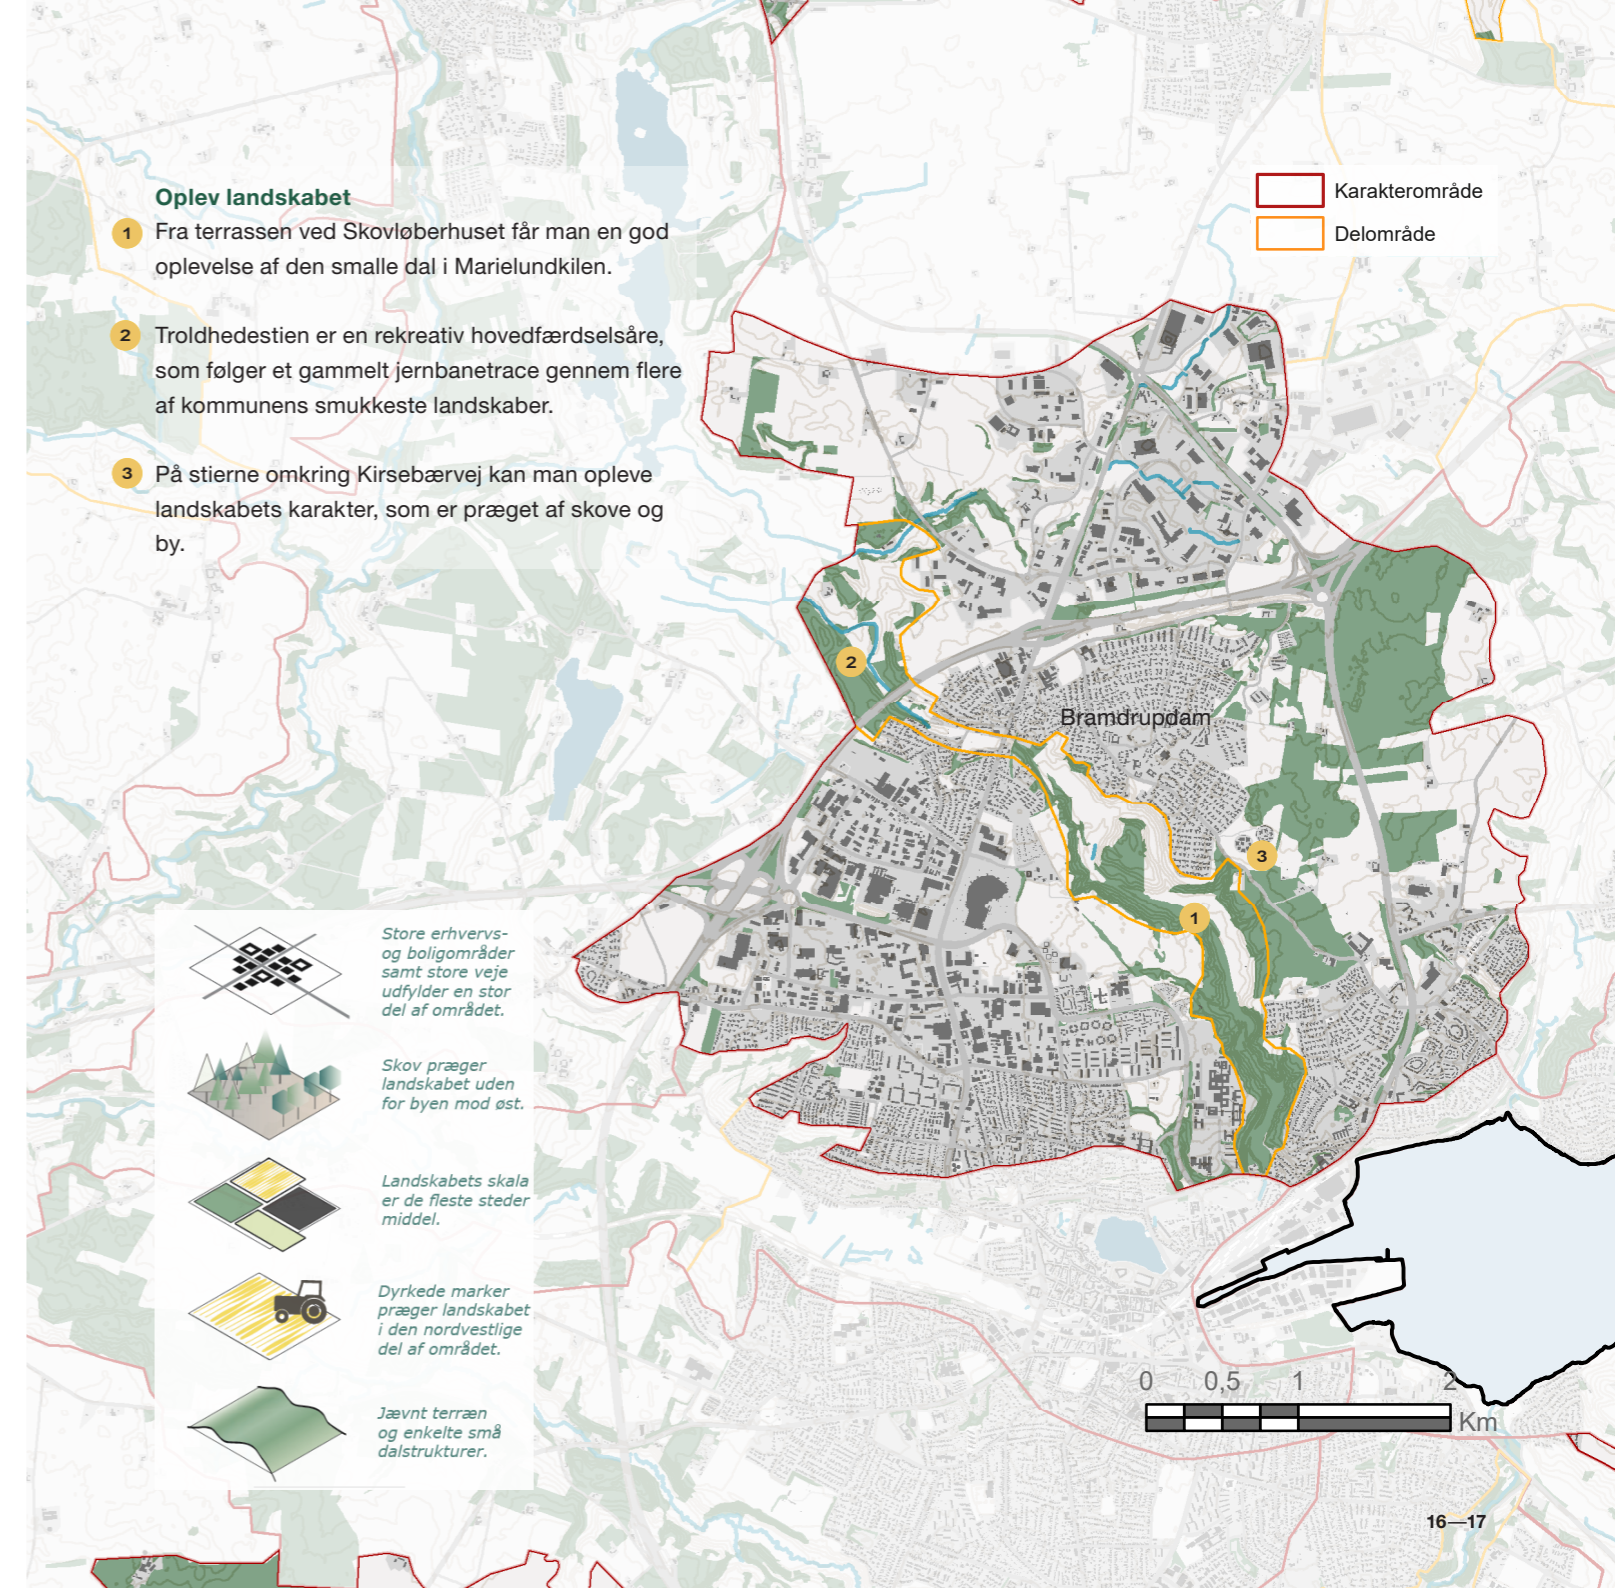 Oplev landskabet
1 Fra terrassen ved Skovløberhuset får man en god
oplevelse af den smalle dal i Marielundkilen.
2 Troldhedestien er en rekreativ hovedfærdselsåre,
som følger et gammelt jernbanetrace gennem flere
af kommunens smukkeste landskaber.
3 På stierne omkring Kirsebærvej kan man opleve
landskabets karakter, som er præget af skove og
by.
Karakterområde
Delområde
2
Bramdrupdam
3
1
Store erhvervs-
og boligområder
samt store veje
udfylder en stor
del af området.
Skov præger
landskabet uden
for byen mod øst.
Landskabets skala
er de fleste steder
middel.
Dyrkede marker
præger landskabet
i den nordvestlige
del af området.
Jævnt terræn
og enkelte små
dalstrukturer.
0 0,5 1 2
Km
16—17